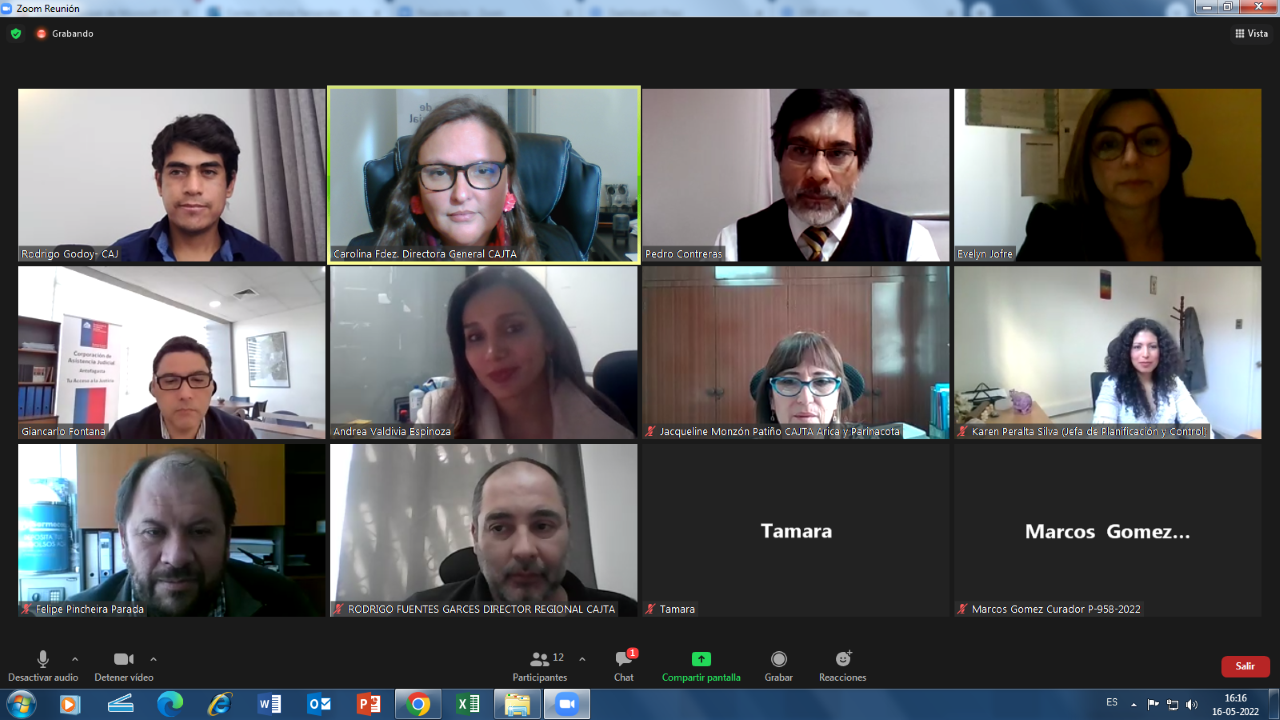 Zoom Reunión
Grabando
Vista
Rodrigo Godoy- CAJ
Carolina Fdez. Directora General CAJTA
Pedro Contreras
Evelyn Jofre
Corporación de
Asistencia Judicial
Antofagasta
Tu Acceso a la Justicia
Giancarlo Fontana
Andrea Valdivia Espinoza
Jacqueline Monzón Patiño CAJTA Arica y Parinacota
Karen Peralta Silva (Jefa de Planificación y Control)
Felipe Pincheira Parada
RODRIGO FUENTES GARCES DIRECTOR REGIONAL CAJTA
Tamara
Tamara
Marcos Gomez...
Marcos Gomez Curador P-958-2022
Desactivar audio
Detener video
12
Participantes
1
Chat
Compartir pantalla
Grabar
Reacciones
Salir
ES
16:16
16-05-2022